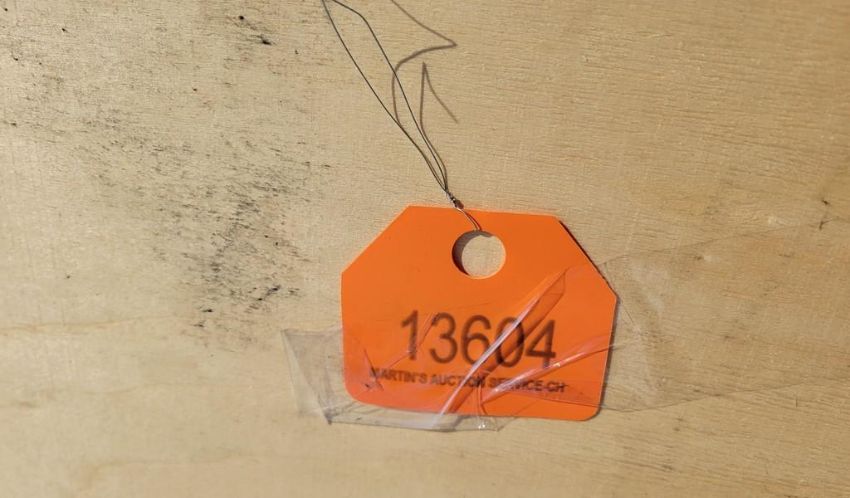 13604
MARTIN'S AUCTION SERVICE-CH